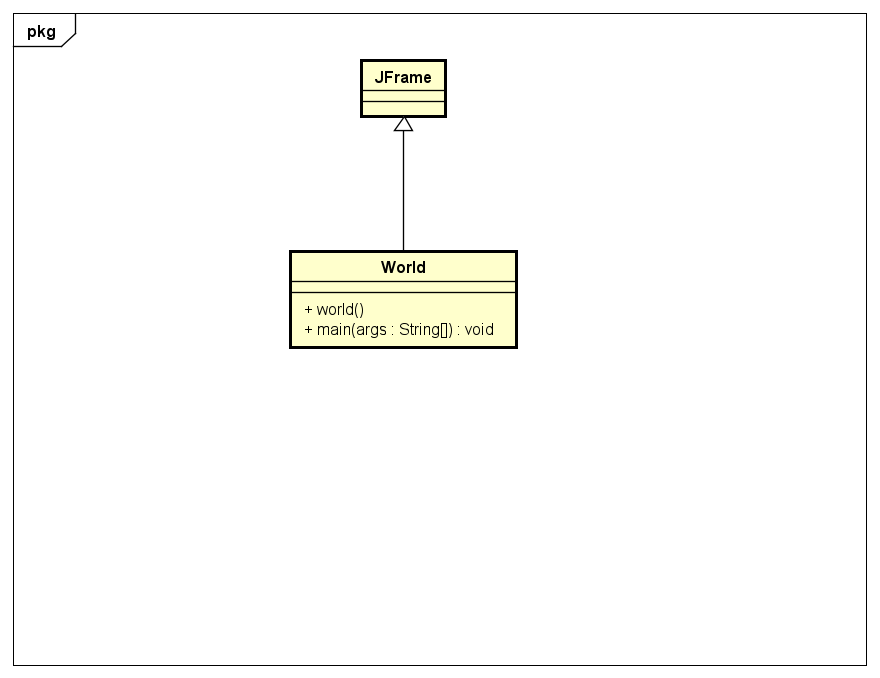 pkg
JFrame
World
+ world()
+ main(args : String[]) : void